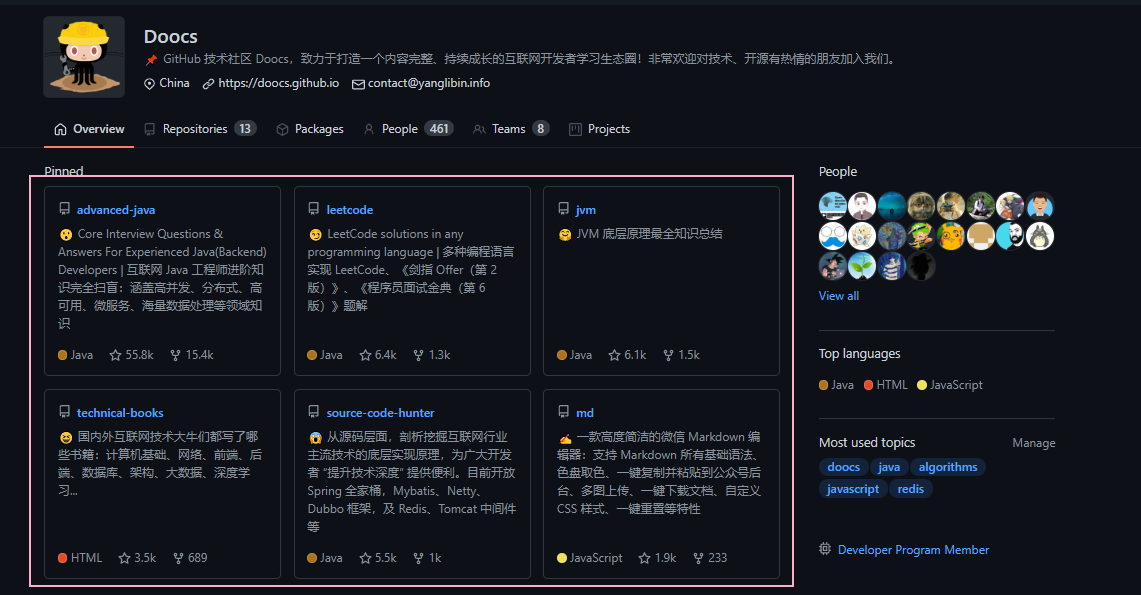 Doocs
📌 GitHub 技术社区 Doocs，致力于打造一个内容完整、持续成长的互联网开发者学习生态圈！非常欢迎对技术、开源有热情的朋友加入我们。
China https://doocs.github.io contact@yanglibin.info
Overview Repositories 13 Packages People 461 Teams 8 Projects
Pinned
advanced-java
😮 Core Interview Questions &
Answers For Experienced Java(Backend)
Developers | 互联网 Java 工程师进阶知
识完全扫盲：涵盖高并发、分布式、高
可用、微服务、海量数据处理等领域知
识
Java 55.8k 15.4k
leetcode
😏 LeetCode solutions in any
programming language | 多种编程语言
实现 LeetCode、《剑指 Offer（第 2
版）》、《程序员面试金典（第 6
版）》题解
Java 6.4k 1.3k
jvm
🤗 JVM 底层原理最全知识总结
Java 6.1k 1.5k
technical-books
😆 国内外互联网技术大牛们都写了哪
些书籍：计算机基础、网络、前端、后
端、数据库、架构、大数据、深度学
习...
HTML 3.5k 689
source-code-hunter
😱 从源码层面，剖析挖掘互联网行业
主流技术的底层实现原理，为广大开发
者 “提升技术深度” 提供便利。目前开放
Spring 全家桶，Mybatis、Netty、
Dubbo 框架，及 Redis、Tomcat 中间件
等
Java 5.5k 1k
md
✍ 一款高度简洁的微信 Markdown 编
辑器：支持 Markdown 所有基础语法、
色盘取色、一键复制并粘贴到公众号后
台、多图上传、一键下载文档、自定义
CSS 样式、一键重置等特性
JavaScript 1.9k 233
People
View all
Top languages
Java HTML JavaScript
Most used topics Manage
doocs java algorithms
javascript redis
Developer Program Member